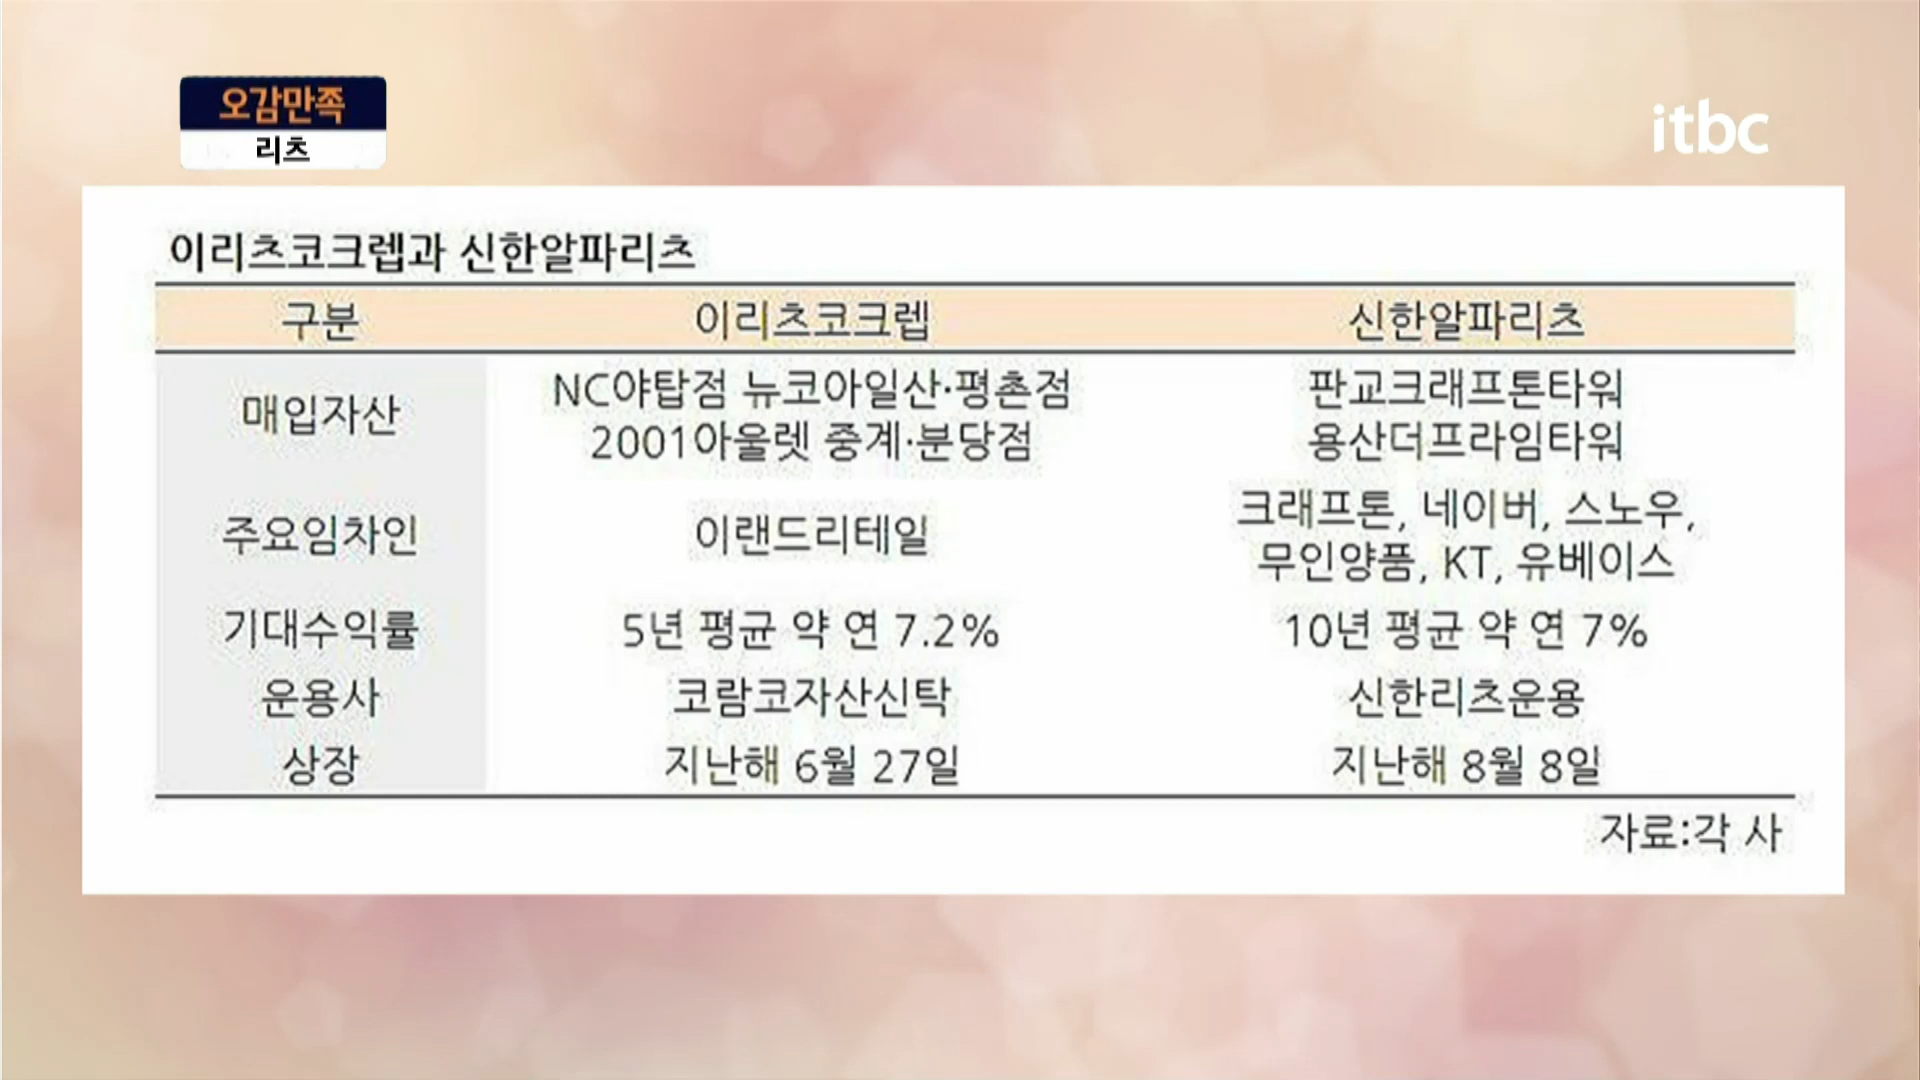 오감만족
리츠
itbc
이리츠코크렙과 신한알파리츠
구분 이리츠코크렙 신한알파리츠
매입자산 NC야탑점 뉴코아일산·평촌점 판교크래프톤타워
2001아울렛 중계·분당점 용산더프라임타워
주요임차인 이랜드리테일 크래프톤, 네이버, 스노우,
무인양품, KT, 유베이스
기대수익률 5년 평균 약 연 7.2% 10년 평균 약 연 7%
운용사 코람코자산신탁 신한리츠운용
상장 지난해 6월 27일 지난해 8월 8일
자료:각 사